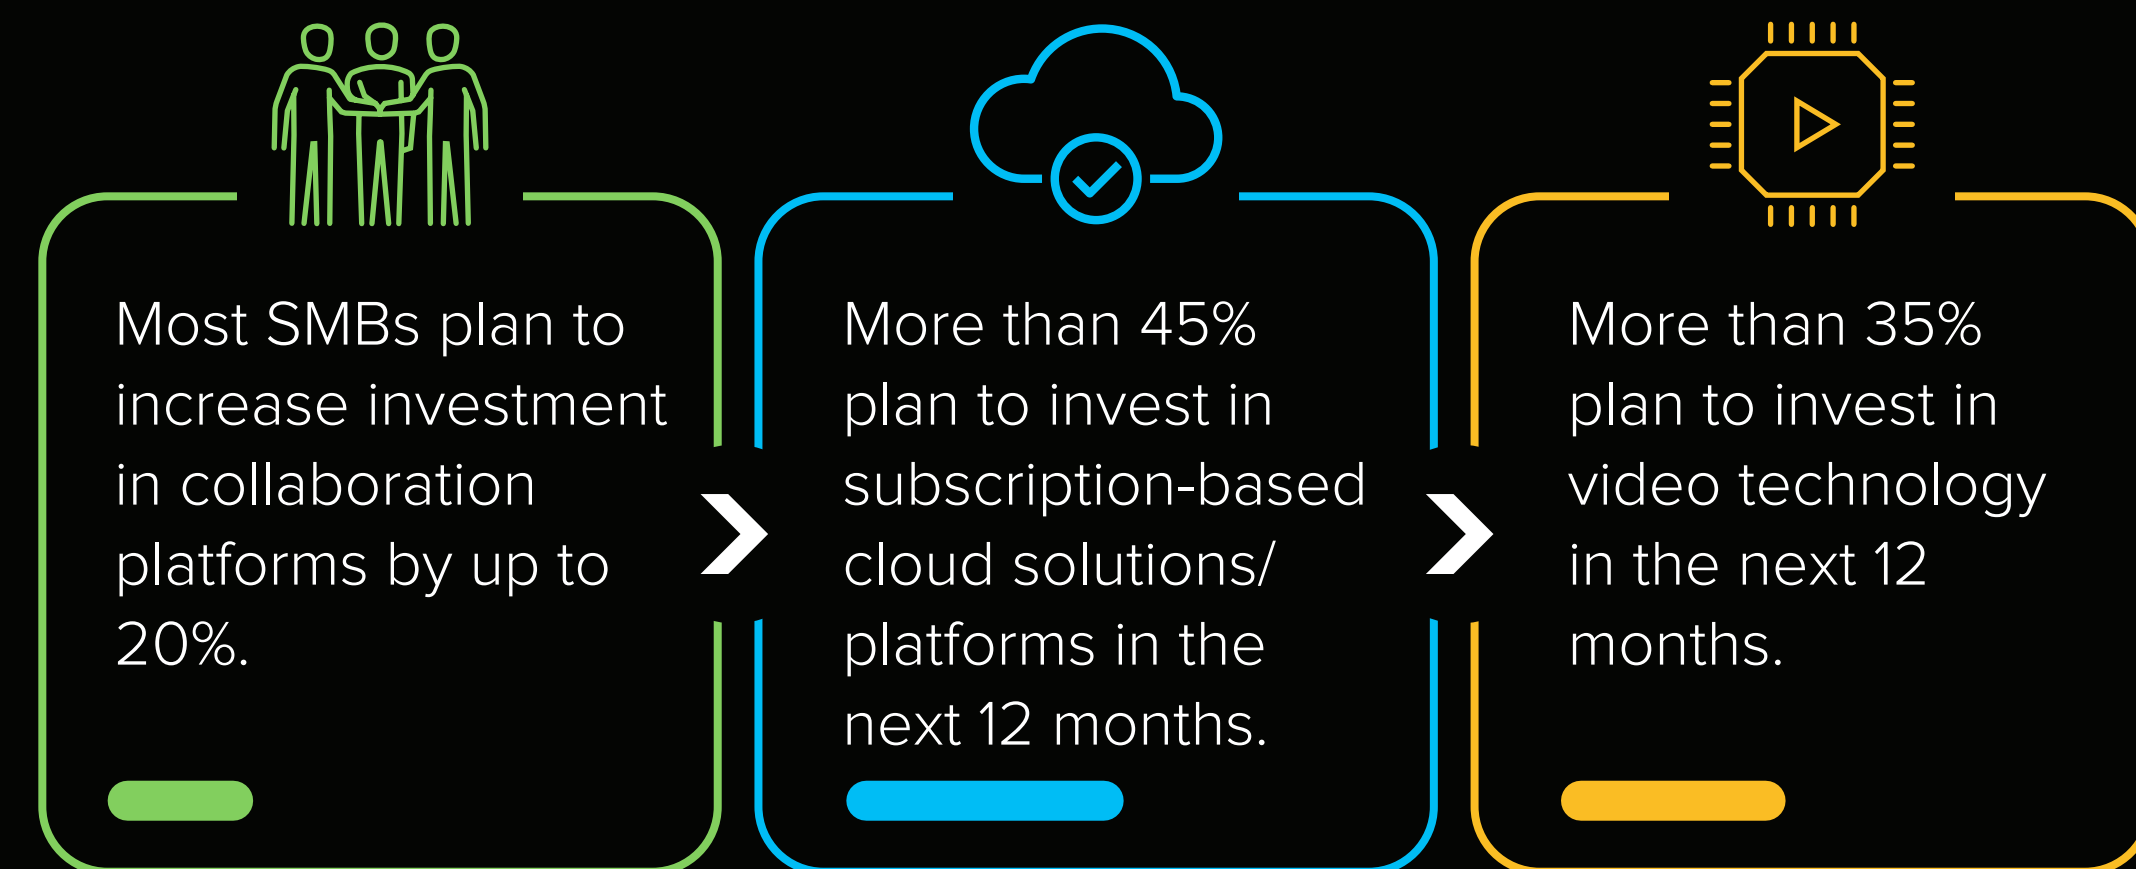 Most SMBs plan to
increase investment
in collaboration
platforms by up to
20%.
More than 45%
plan to invest in
subscription-based
cloud solutions/
platforms in the
next 12 months.
More than 35%
plan to invest in
video technology
in the next 12
months.